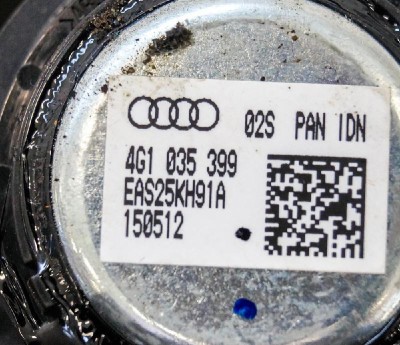 02S PAN IDN
4G1 035 399
EAS25KH91A
150512